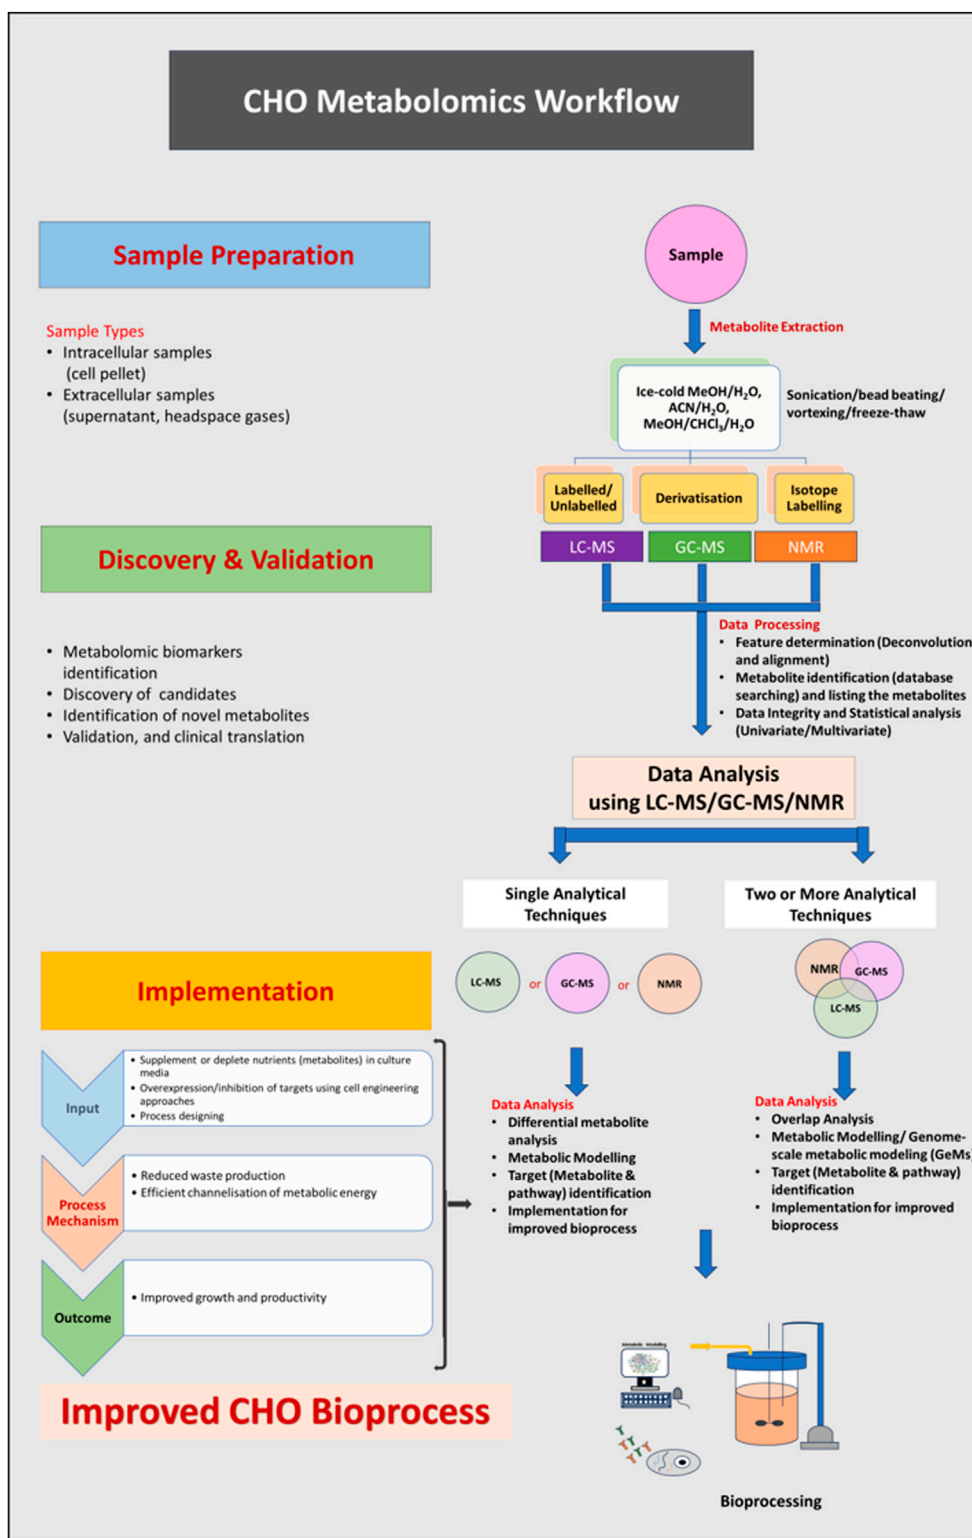 CHO Metabolomics Workflow
Sample Preparation
Sample Types
• Intracellular samples
(cell pellet)
• Extracellular samples
(supernatant, headspace gases)
Sample
Metabolite Extraction
Ice-cold MeOH/H₂O,
ACN/H₂O,
MeOH/CHCl₃/H₂O
Sonication/bead beating/
vortexing/freeze-thaw
Labelled/
Unlabelled
Derivatisation
Isotope
Labelling
LC-MS
GC-MS
NMR
Discovery & Validation
• Metabolomic biomarkers
identification
• Discovery of candidates
• Identification of novel metabolites
• Validation, and clinical translation
Data Processing
• Feature determination (Deconvolution
and alignment)
• Metabolite identification (database
searching) and listing the metabolites
• Data Integrity and Statistical analysis
(Univariate/Multivariate)
Data Analysis
using LC-MS/GC-MS/NMR
Single Analytical
Techniques
Two or More Analytical
Techniques
LC-MS
or
GC-MS
or
NMR
NMR
GC-MS
LC-MS
Implementation
Input
• Supplement or deplete nutrients (metabolites) in culture
media
• Overexpression/inhibition of targets using cell engineering
approaches
• Process designing
Process
Mechanism
• Reduced waste production
• Efficient channelisation of metabolic energy
Outcome
• Improved growth and productivity
Data Analysis
• Differential metabolite
analysis
• Metabolic Modelling
• Target (Metabolite &
pathway) identification
• Implementation for
improved bioprocess
Data Analysis
• Overlap Analysis
• Metabolic Modelling/ Genome-
scale metabolic modeling (GeMs)
• Target (Metabolite & pathway)
identification
• Implementation for improved
bioprocess
Improved CHO Bioprocess
Metabolic Modelling
Bioprocessing